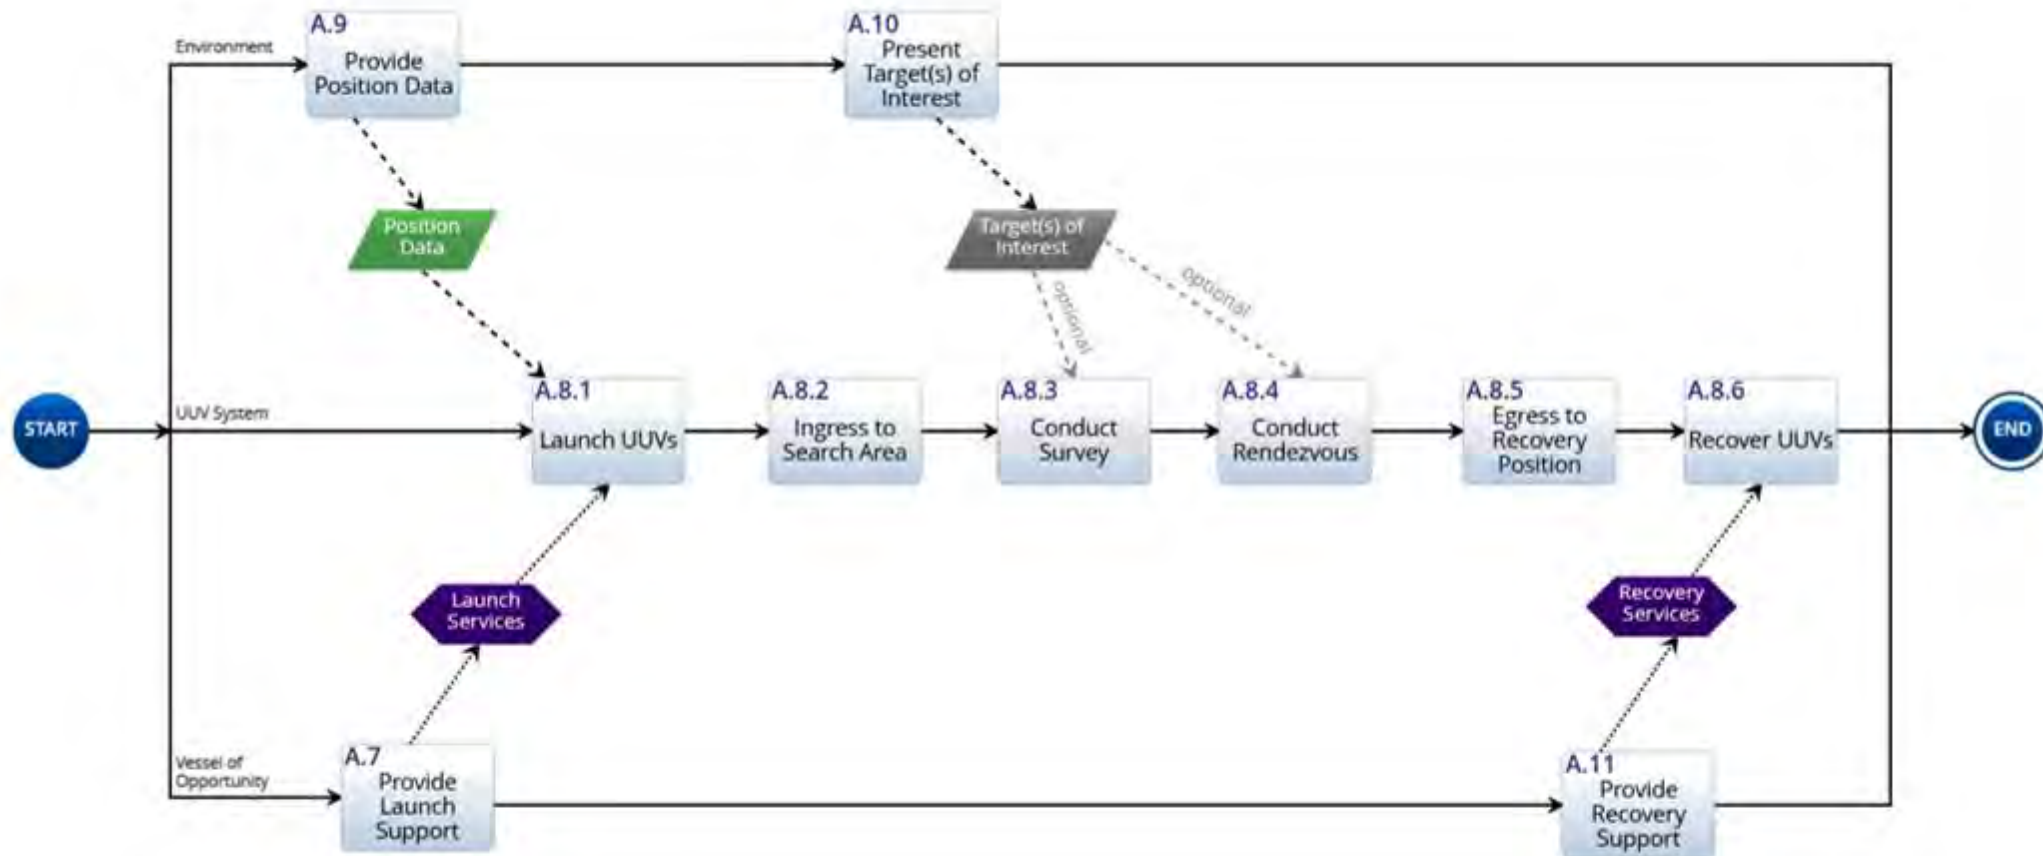 Environment
A.9
Provide
Position Data
A.10
Present
Target(s) of
Interest
Position
Data
Target(s) of
Interest
optional
optional
START
UUV System
A.8.1
Launch UUVs
A.8.2
Ingress to
Search Area
A.8.3
Conduct
Survey
A.8.4
Conduct
Rendezvous
A.8.5
Egress to
Recovery
Position
A.8.6
Recover UUVs
END
Launch
Services
Recovery
Services
Vessel of
Opportunity
A.7
Provide
Launch
Support
A.11
Provide
Recovery
Support